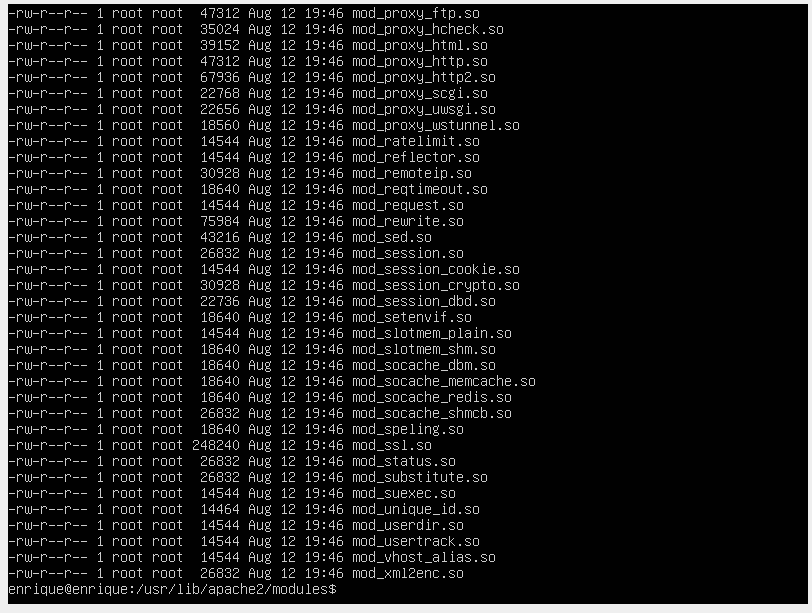 -rw-r--r-- 1 root root  47312 Aug 12 19:46 mod_proxy_ftp.so
-rw-r--r-- 1 root root  35024 Aug 12 19:46 mod_proxy_hcheck.so
-rw-r--r-- 1 root root  39152 Aug 12 19:46 mod_proxy_html.so
-rw-r--r-- 1 root root  47312 Aug 12 19:46 mod_proxy_http.so
-rw-r--r-- 1 root root  67936 Aug 12 19:46 mod_proxy_http2.so
-rw-r--r-- 1 root root  22768 Aug 12 19:46 mod_proxy_scgi.so
-rw-r--r-- 1 root root  22656 Aug 12 19:46 mod_proxy_uwsgi.so
-rw-r--r-- 1 root root  18560 Aug 12 19:46 mod_proxy_wstunnel.so
-rw-r--r-- 1 root root  14544 Aug 12 19:46 mod_ratelimit.so
-rw-r--r-- 1 root root  14544 Aug 12 19:46 mod_reflector.so
-rw-r--r-- 1 root root  30928 Aug 12 19:46 mod_remoteip.so
-rw-r--r-- 1 root root  18640 Aug 12 19:46 mod_reqtimeout.so
-rw-r--r-- 1 root root  14544 Aug 12 19:46 mod_request.so
-rw-r--r-- 1 root root  75984 Aug 12 19:46 mod_rewrite.so
-rw-r--r-- 1 root root  43216 Aug 12 19:46 mod_sed.so
-rw-r--r-- 1 root root  26832 Aug 12 19:46 mod_session.so
-rw-r--r-- 1 root root  14544 Aug 12 19:46 mod_session_cookie.so
-rw-r--r-- 1 root root  30928 Aug 12 19:46 mod_session_crypto.so
-rw-r--r-- 1 root root  22736 Aug 12 19:46 mod_session_dbd.so
-rw-r--r-- 1 root root  18640 Aug 12 19:46 mod_setenvif.so
-rw-r--r-- 1 root root  14544 Aug 12 19:46 mod_slotmem_plain.so
-rw-r--r-- 1 root root  18640 Aug 12 19:46 mod_slotmem_shm.so
-rw-r--r-- 1 root root  18640 Aug 12 19:46 mod_socache_dbm.so
-rw-r--r-- 1 root root  18640 Aug 12 19:46 mod_socache_memcache.so
-rw-r--r-- 1 root root  18640 Aug 12 19:46 mod_socache_redis.so
-rw-r--r-- 1 root root  26832 Aug 12 19:46 mod_socache_shmcb.so
-rw-r--r-- 1 root root  18640 Aug 12 19:46 mod_speling.so
-rw-r--r-- 1 root root 248240 Aug 12 19:46 mod_ssl.so
-rw-r--r-- 1 root root  26832 Aug 12 19:46 mod_status.so
-rw-r--r-- 1 root root  26832 Aug 12 19:46 mod_substitute.so
-rw-r--r-- 1 root root  14544 Aug 12 19:46 mod_suexec.so
-rw-r--r-- 1 root root  14464 Aug 12 19:46 mod_unique_id.so
-rw-r--r-- 1 root root  14544 Aug 12 19:46 mod_userdir.so
-rw-r--r-- 1 root root  14544 Aug 12 19:46 mod_usertrack.so
-rw-r--r-- 1 root root  14544 Aug 12 19:46 mod_vhost_alias.so
-rw-r--r-- 1 root root  26832 Aug 12 19:46 mod_xml2enc.so
enrique@enrique:/usr/lib/apache2/modules$